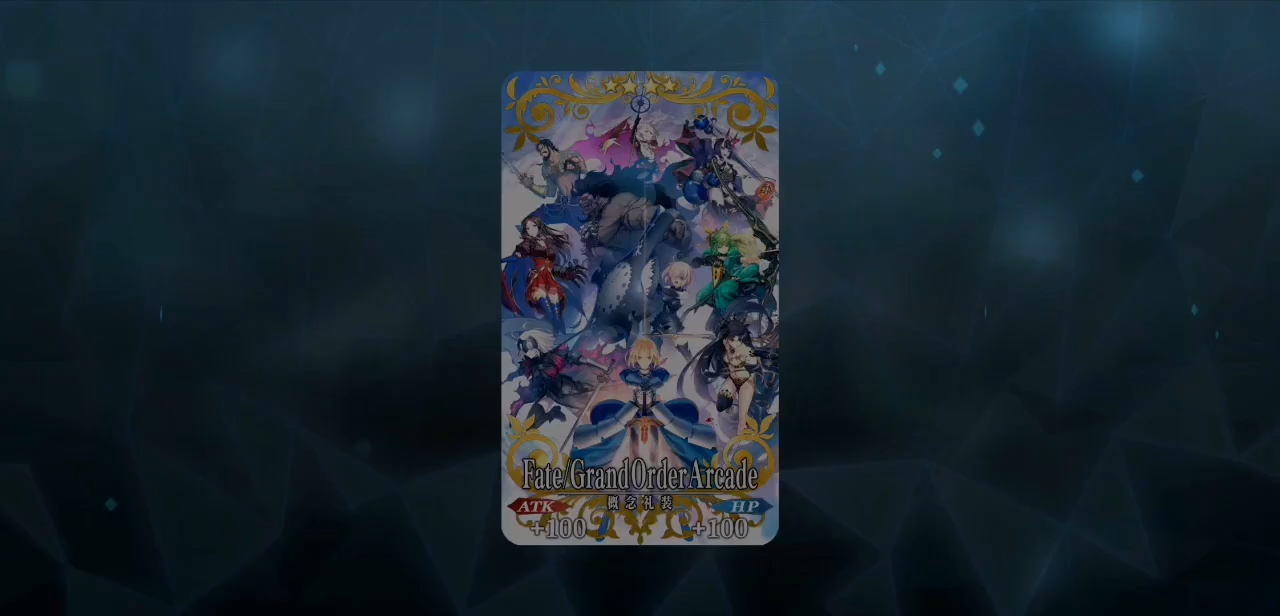 Fate/Grand Order Arcade
ATK 概念礼装 HP
+100 +100